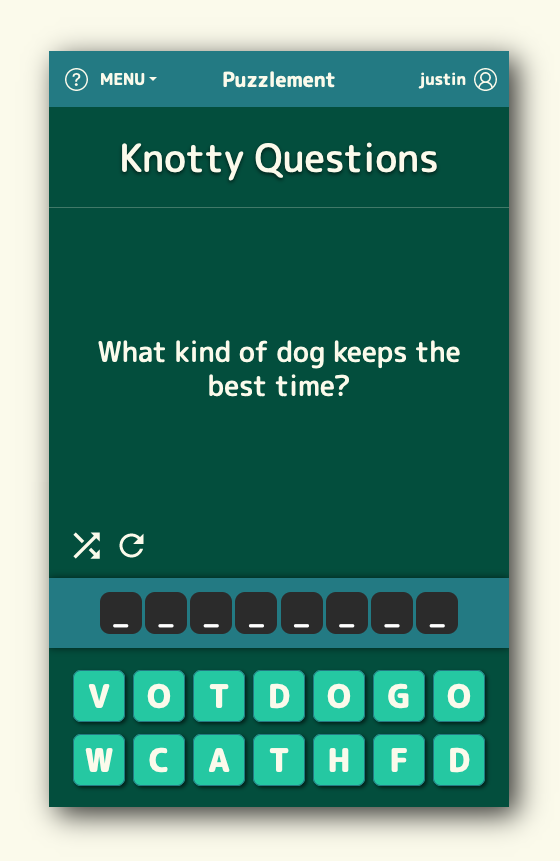 ? MENU Puzzlement justin
Knotty Questions
What kind of dog keeps the
best time?
_ _ _ _ _ _ _ _
V O T D O G O
W C A T H F D